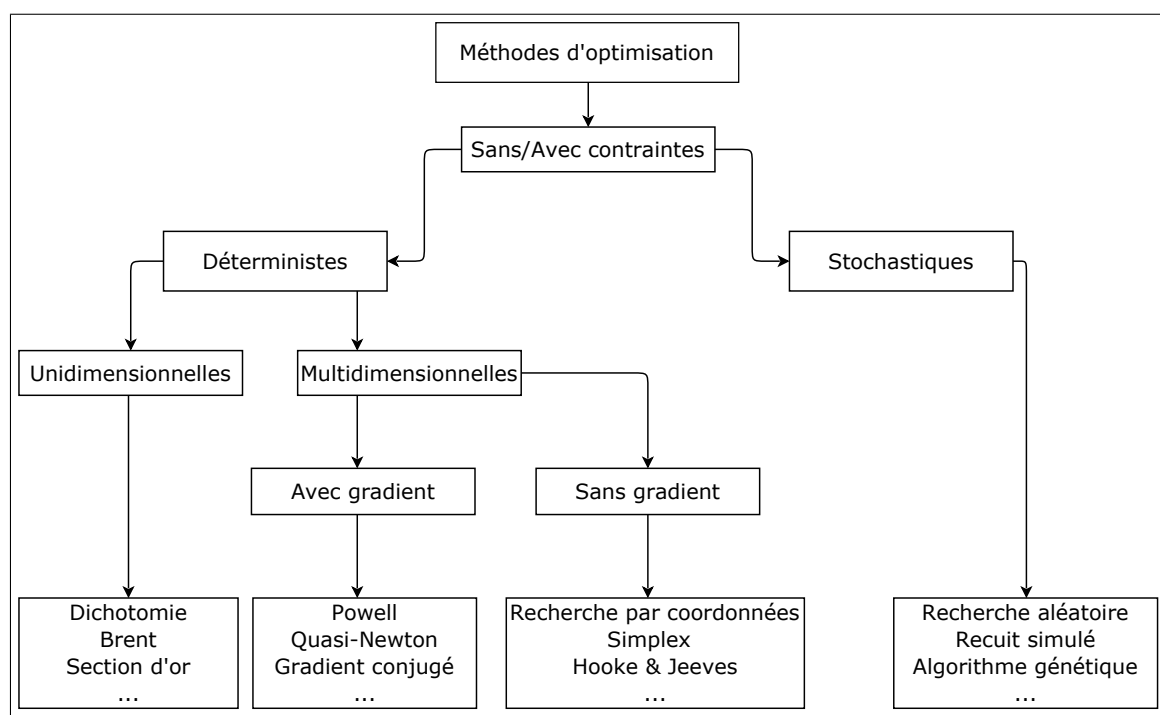 Méthodes d'optimisation
Sans/Avec contraintes
Déterministes
Stochastiques
Unidimensionnelles
Multidimensionnelles
Avec gradient
Sans gradient
Dichotomie
Brent
Section d'or
...
Powell
Quasi-Newton
Gradient conjugé
...
Recherche par coordonnées
Simplex
Hooke & Jeeves
...
Recherche aléatoire
Recuit simulé
Algorithme génétique
...